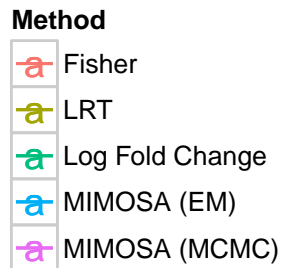 Method
a Fisher
a LRT
a Log Fold Change
a MIMOSA (EM)
a MIMOSA (MCMC)